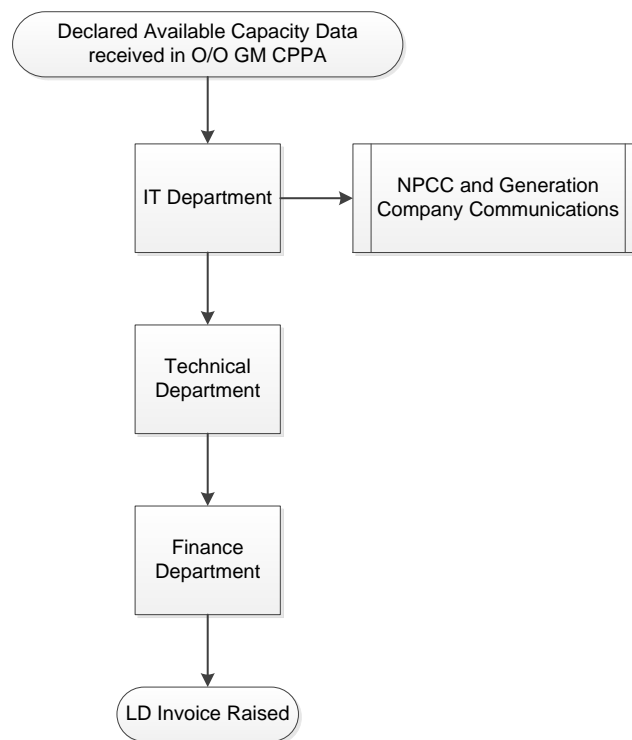 Declared Available Capacity Data
received in O/O GM CPPA
IT Department
NPCC and Generation
Company Communications
Technical
Department
Finance
Department
LD Invoice Raised